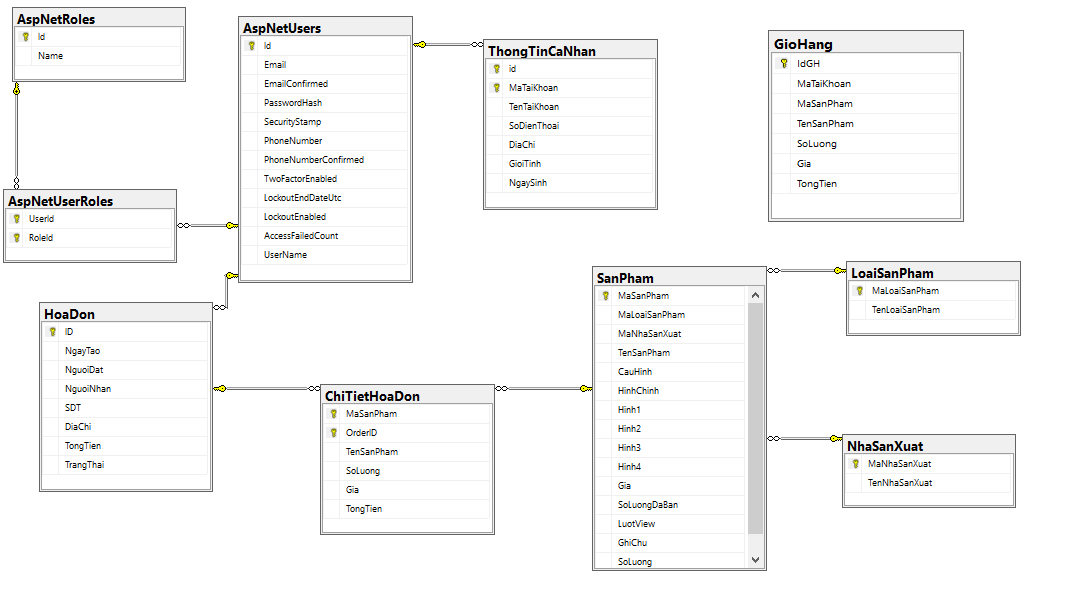 AspNetRoles
Id
Name
AspNetUsers
Id
Email
EmailConfirmed
PasswordHash
SecurityStamp
PhoneNumber
PhoneNumberConfirmed
TwoFactorEnabled
LockoutEndDateUtc
LockoutEnabled
AccessFailedCount
UserName
ThongTinCaNhan
id
MaTaiKhoan
TenTaiKhoan
SoDienThoai
DiaChi
GioiTinh
NgaySinh
GioHang
IdGH
MaTaiKhoan
MaSanPham
TenSanPham
SoLuong
Gia
TongTien
AspNetUserRoles
UserId
RoleId
HoaDon
ID
NgayTao
NguoiDat
NguoiNhan
SDT
DiaChi
TongTien
TrangThai
ChiTietHoaDon
MaSanPham
OrderID
TenSanPham
SoLuong
Gia
TongTien
SanPham
MaSanPham
MaLoaiSanPham
MaNhaSanXuat
TenSanPham
CauHinh
HinhChinh
Hinh1
Hinh2
Hinh3
Hinh4
Gia
SoLuongDaBan
LuotView
GhiChu
SoLuong
LoaiSanPham
MaLoaiSanPham
TenLoaiSanPham
NhaSanXuat
MaNhaSanXuat
TenNhaSanXuat